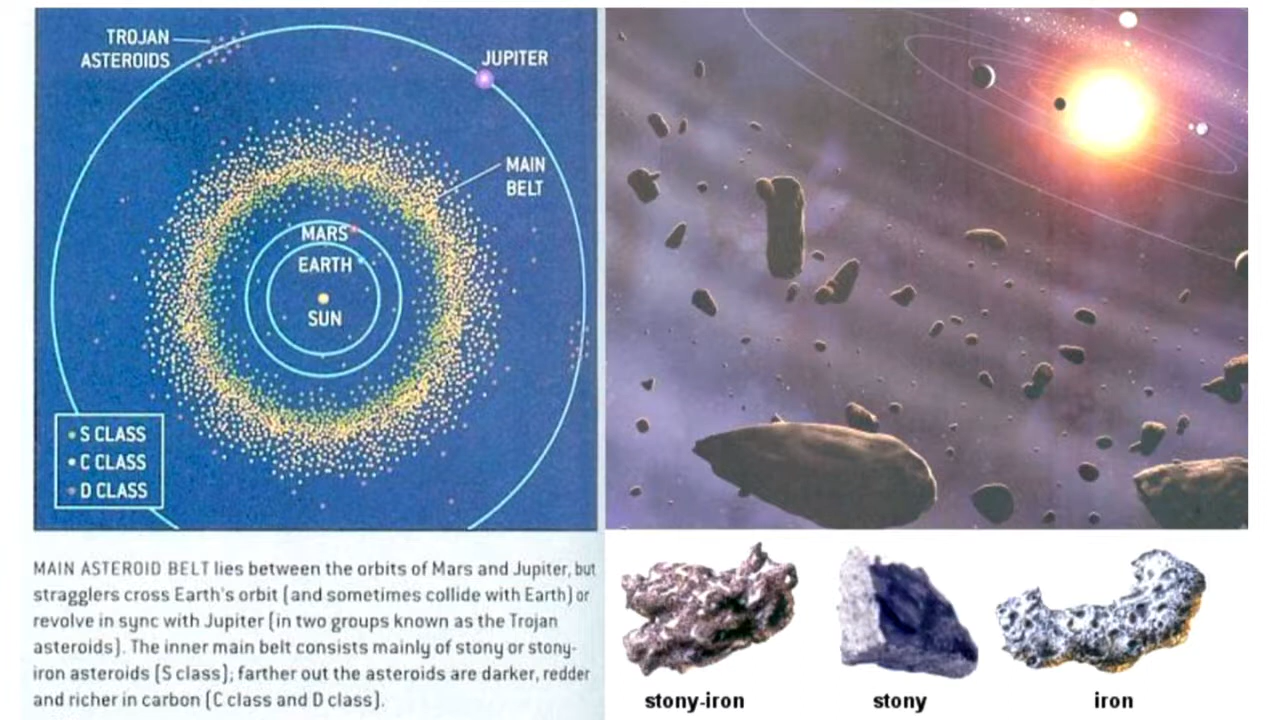 TROJAN
ASTEROIDS
JUPITER
MAIN
BELT
MARS
EARTH
SUN
S CLASS
C CLASS
D CLASS
MAIN ASTEROID BELT lies between the orbits of Mars and Jupiter, but
stragglers cross Earth's orbit (and sometimes collide with Earth) or
revolve in sync with Jupiter (in two groups known as the Trojan
asteroids). The inner main belt consists mainly of stony or stony-
iron asteroids (S class); farther out the asteroids are darker, redder
and richer in carbon (C class and D class).
stony-iron
stony
iron